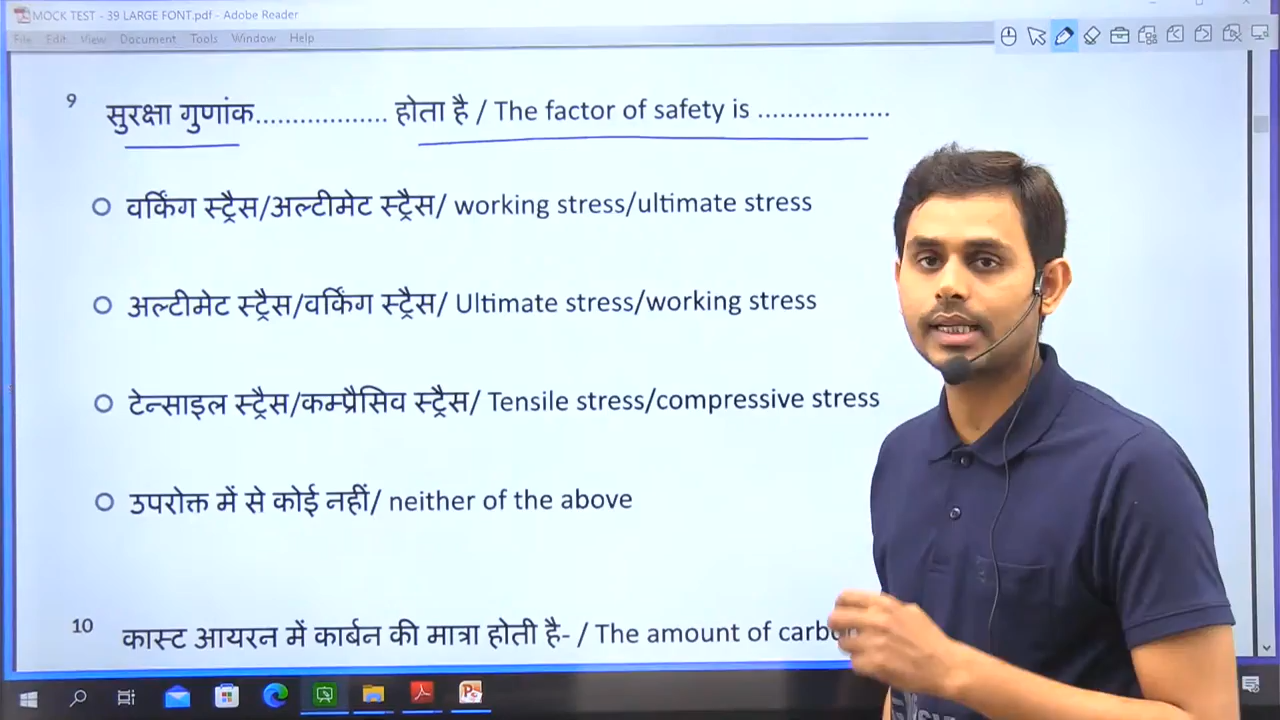 MOCK TEST - 39 LARGE FONT.pdf - Adobe Reader
File Edit View Document Tools Window Help
9 सुरक्षा गुणांक.................. होता है / The factor of safety is ..................
वर्किंग स्ट्रैस/अल्टीमेट स्ट्रैस/ working stress/ultimate stress
अल्टीमेट स्ट्रैस/वर्किंग स्ट्रैस/ Ultimate stress/working stress
टेन्साइल स्ट्रैस/कम्प्रैसिव स्ट्रैस/ Tensile stress/compressive stress
उपरोक्त में से कोई नहीं/ neither of the above
10 कास्ट आयरन में कार्बन की मात्रा होती है- / The amount of